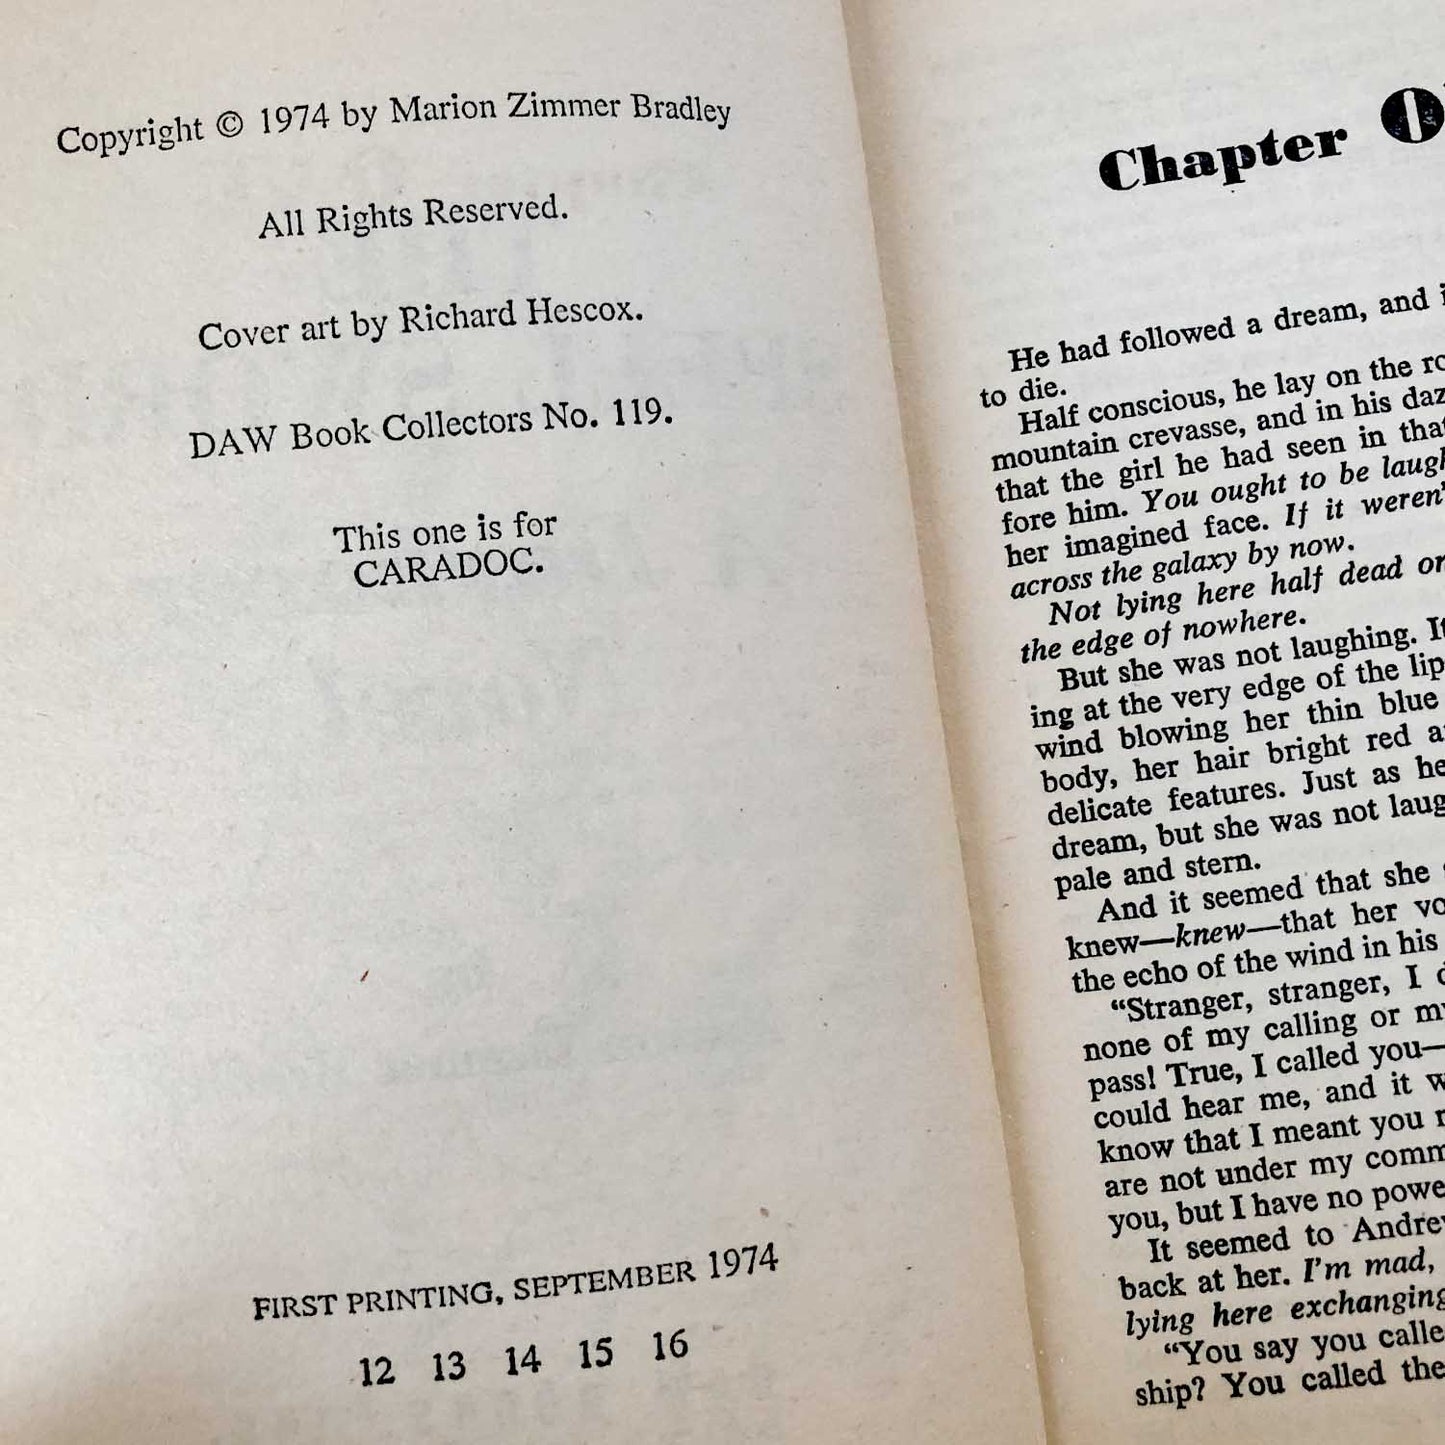 Copyright © 1974 by Marion Zimmer Bradley
All Rights Reserved.
Cover art by Richard Hescox.
DAW Book Collectors No. 119.
This one is for
CARADOC.
FIRST PRINTING, SEPTEMBER 1974
12 13 14 15 16
Chapter
He had followed a dream, and
to die.
Half conscious, he lay on the
mountain crevasse, and in his
that the girl he had seen in
fore him. You ought to be
her imagined face. If it weren'
across the galaxy by now.
Not lying here half dead
the edge of nowhere.
But she was not laughing.
ing at the very edge of the
wind blowing her thin blue
body, her hair bright red
delicate features. Just as
dream, but she was not
pale and stern.
And it seemed that she
knew—knew—that her
the echo of the wind in his
"Stranger, stranger, I
none of my calling or
pass! True, I called you—
could hear me, and it
know that I meant you
are not under my
you, but I have no
It seemed to
back at her. I'm mad,
lying here exchanging
"You say you
ship? You called the